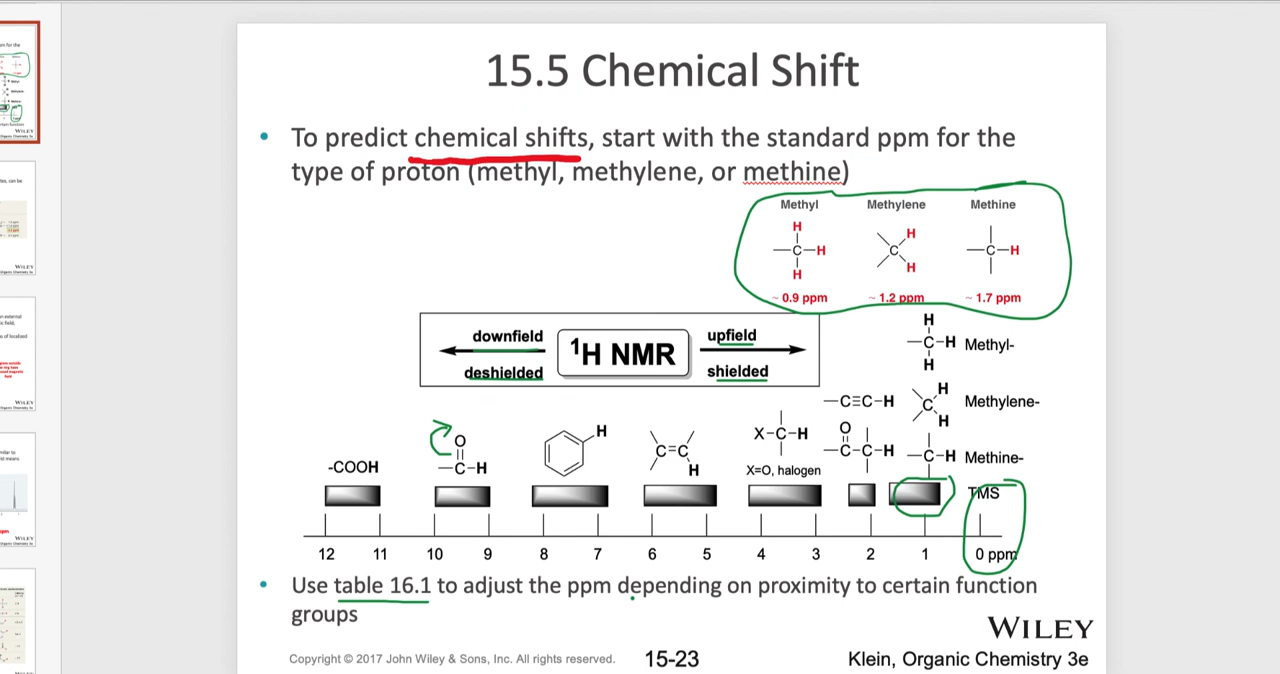 15.5 Chemical Shift
• To predict chemical shifts, start with the standard ppm for the
type of proton (methyl, methylene, or methine)
Methyl Methylene Methine
H
—C—H
H
H
C
H
—C—H
~ 0.9 ppm ~ 1.2 ppm ~ 1.7 ppm
downfield
deshielded
¹H NMR
upfield
shielded
H
—C—H Methyl-
H
—C≡C—H
H
C
H
Methylene-
-COOH
O
—C—H
H
C=C
H
X—C—H
X=O, halogen
O
—C—C—H
—C—H Methine-
TMS
12 11 10 9 8 7 6 5 4 3 2 1 0 ppm
• Use table 16.1 to adjust the ppm depending on proximity to certain function
groups
WILEY
Copyright © 2017 John Wiley & Sons, Inc. All rights reserved. 15-23 Klein, Organic Chemistry 3e